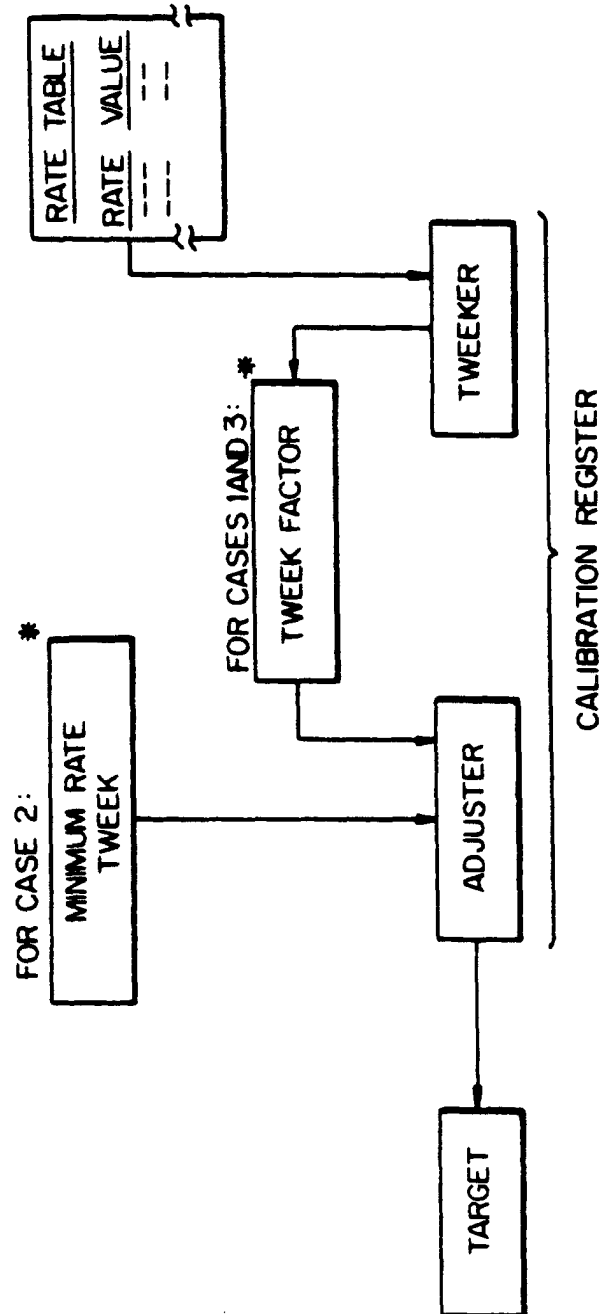 RATE TABLE
RATE VALUE
--- --
--- --
FOR CASE 2: *
MINIMUM RATE
TWEEK
FOR CASES 1AND 3: *
TWEEK FACTOR
TARGET
ADJUSTER
TWEEKER
CALIBRATION REGISTER